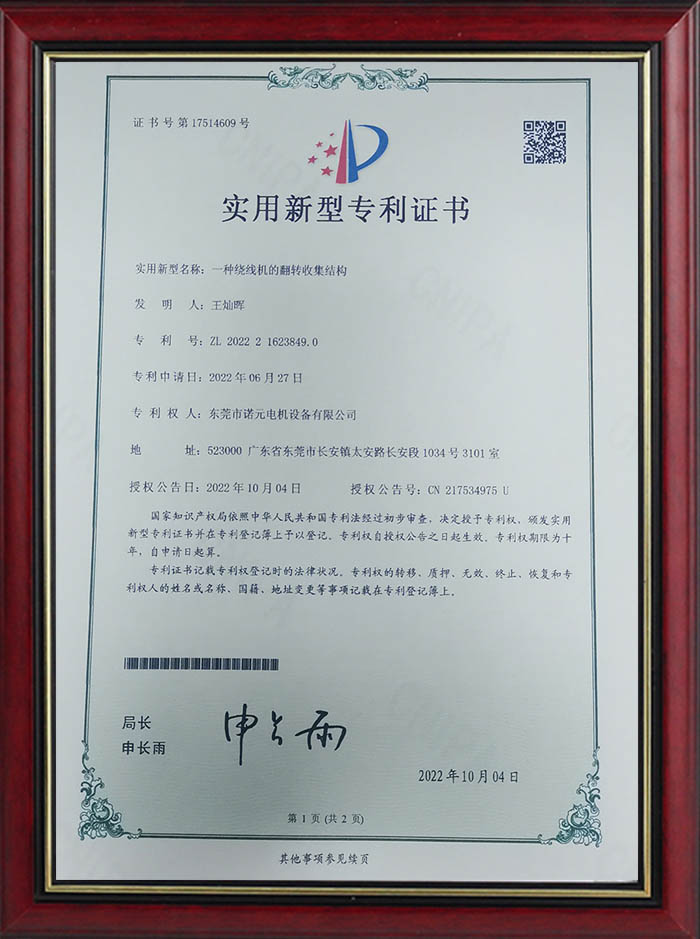 证书号第17514609号
实用新型专利证书
实用新型名称：一种绕线机的翻转收集结构
发 明 人：王灿晖
专 利 号：ZL 2022 2 1623849.0
专利申请日：2022年06月27日
专 利 权 人：东莞市诺元电机设备有限公司
地 址：523000 广东省东莞市长安镇太安路长安段1034号3101室
授权公告日：2022年10月04日 授权公告号：CN 217534975 U
国家知识产权局依照中华人民共和国专利法经过初步审查，决定授予专利权，颁发实用
新型专利证书并在专利登记簿上予以登记。专利权自授权公告之日起生效。专利权期限为十
年，自申请日起算。
专利证书记载专利权登记时的法律状况。专利权的转移、质押、无效、终止、恢复和专
利权人的姓名或名称、国籍、地址变更等事项记载在专利登记簿上。
局长
申长雨
申长雨
2022年10月04日
第 1 页 (共 2 页)
其他事项参见续页